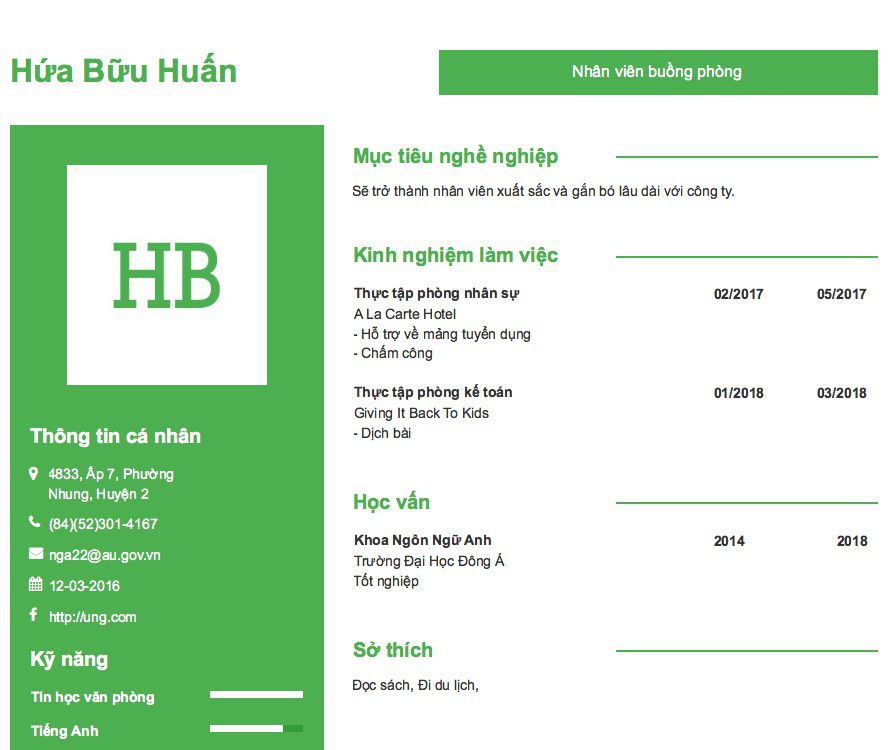 Hứa Bữu Huấn
Nhân viên buồng phòng
HB
Thông tin cá nhân
4833, Ấp 7, Phường
Nhung, Huyện 2
(84)(52)301-4167
nga22@au.gov.vn
12-03-2016
http://ung.com
Kỹ năng
Tin học văn phòng
Tiếng Anh
Mục tiêu nghề nghiệp
Sẽ trở thành nhân viên xuất sắc và gắn bó lâu dài với công ty.
Kinh nghiệm làm việc
Thực tập phòng nhân sự 02/2017 05/2017
A La Carte Hotel
- Hỗ trợ về mảng tuyển dụng
- Chấm công
Thực tập phòng kế toán 01/2018 03/2018
Giving It Back To Kids
- Dịch bài
Học vấn
Khoa Ngôn Ngữ Anh 2014 2018
Trường Đại Học Đông Á
Tốt nghiệp
Sở thích
Đọc sách, Đi du lịch,